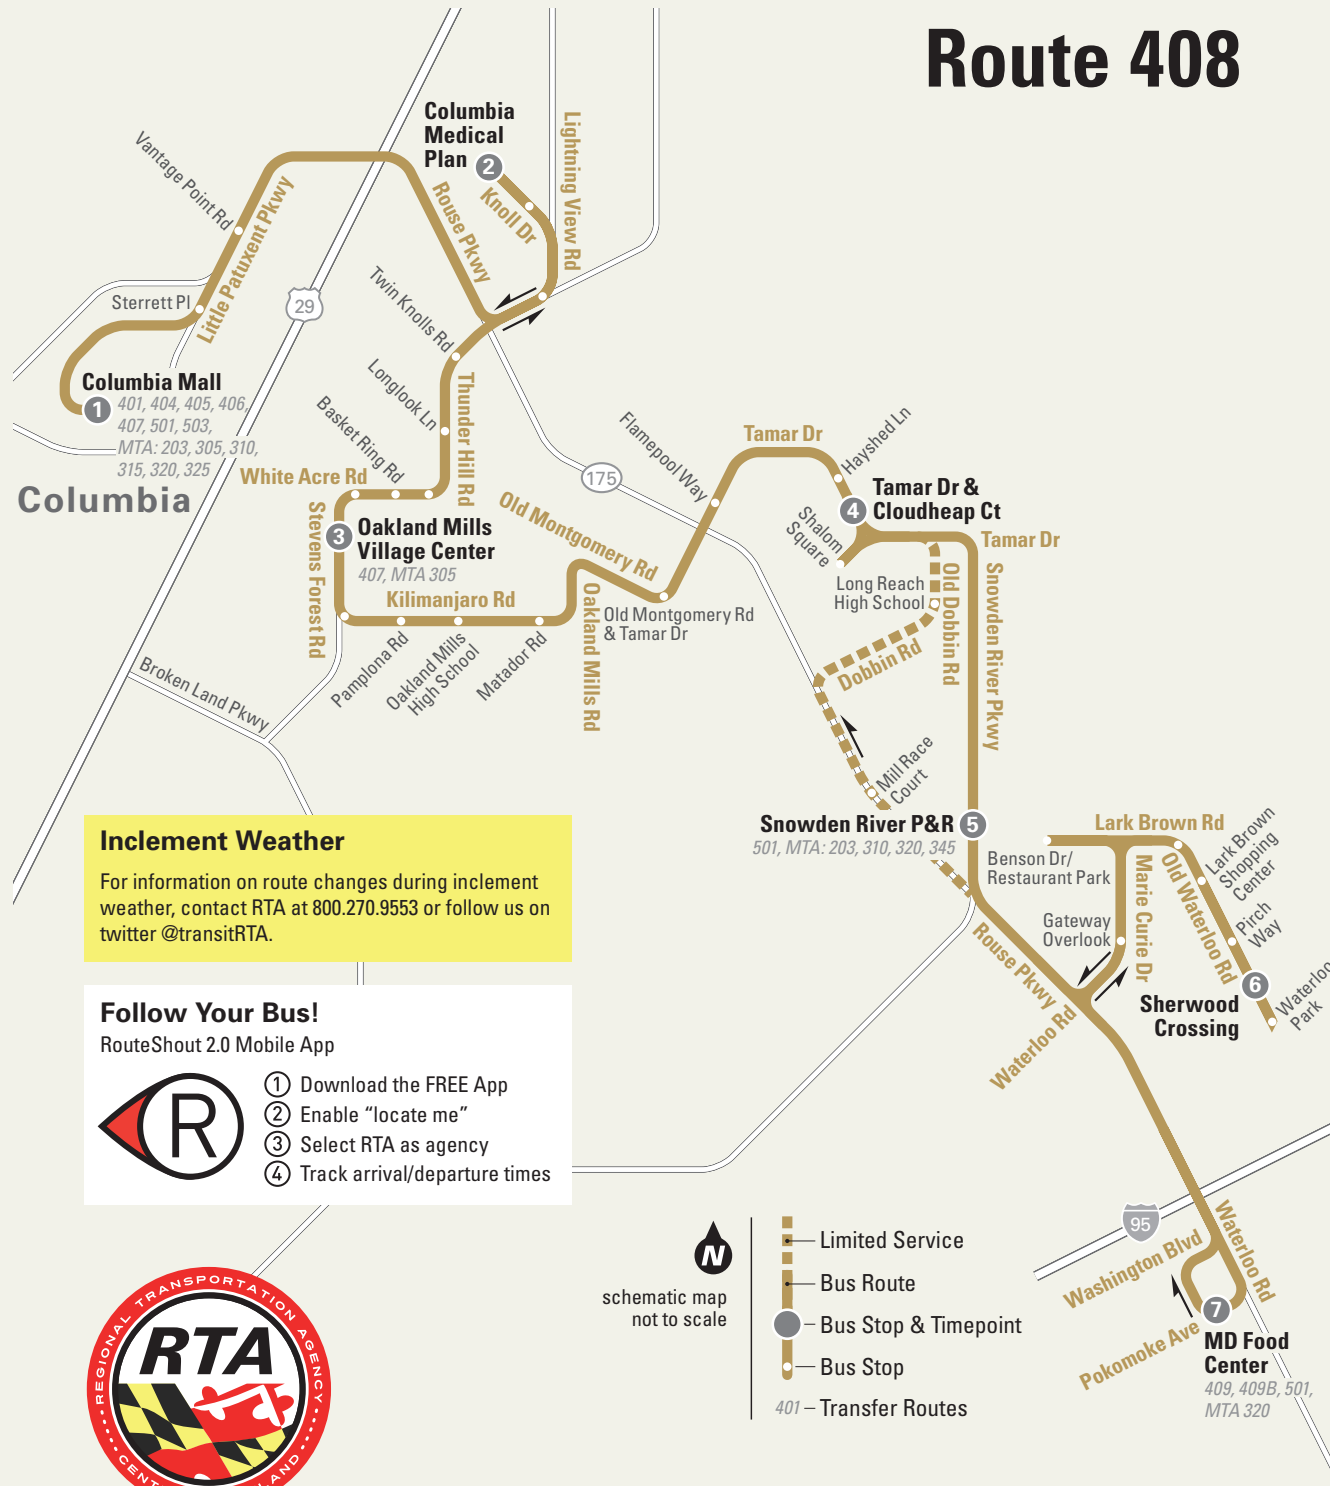 Route 408
Columbia
Medical
Plan
2
Lightning View Rd
Knoll Dr
Vantage Point Rd
Little Patuxent Pkwy
Rouse Pkwy
Sterrett Pl
29
Twin Knolls Rd
Columbia Mall
1
401, 404, 405, 406,
407, 501, 503,
MTA: 203, 305, 310,
315, 320, 325
Columbia
Longlook Ln
Thunder Hill Rd
Basket Ring Rd
White Acre Rd
Stevens Forest Rd
3
Oakland Mills
Village Center
407, MTA 305
Kilimanjaro Rd
Old Montgomery Rd
175
Flamepool Way
Tamar Dr
Hayshed Ln
4
Tamar Dr &
Cloudheap Ct
Shalom
Square
Tamar Dr
Long Reach
High School
Old Dobbin Rd
Snowden River Pkwy
Dobbin Rd
Oakland Mills Rd
Old Montgomery Rd
& Tamar Dr
Pamplona Rd
Oakland Mills
High School
Matador Rd
Broken Land Pkwy
Mill Race
Court
Snowden River P&R
5
501, MTA: 203, 310, 320, 345
Lark Brown Rd
Benson Dr/
Restaurant Park
Marie Curie Dr
Old Waterloo Rd
Lark Brown
Shopping
Center
Pirch
Way
Gateway
Overlook
Rouse Pkwy
Waterloo Rd
6
Sherwood
Crossing
Waterloo
Park
Inclement Weather
For information on route changes during inclement
weather, contact RTA at 800.270.9553 or follow us on
twitter @transitRTA.
Follow Your Bus!
RouteShout 2.0 Mobile App
R
1 Download the FREE App
2 Enable “locate me”
3 Select RTA as agency
4 Track arrival/departure times
95
Waterloo Rd
Washington Blvd
7
Pokomoke Ave
MD Food
Center
409, 409B, 501,
MTA 320
N
schematic map
not to scale
Limited Service
Bus Route
Bus Stop & Timepoint
Bus Stop
401 – Transfer Routes
REGIONAL TRANSPORTATION AGENCY
RTA